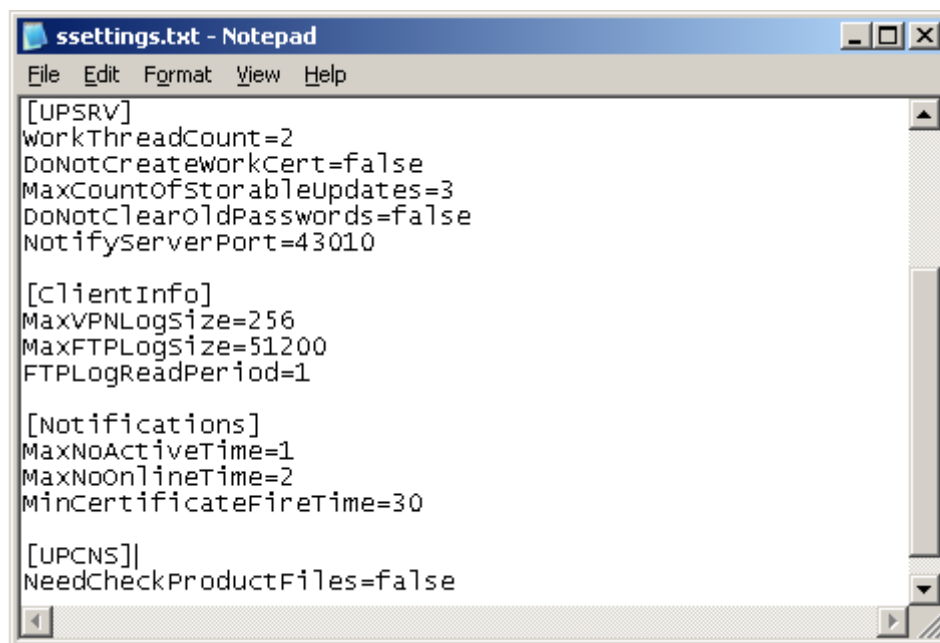 ssettings.txt - Notepad
File Edit Format View Help
[UPSRV]
WorkThreadCount=2
DoNotCreateWorkCert=false
MaxCountOfStorableUpdates=3
DoNotClearOldPasswords=false
NotifyServerPort=43010
[ClientInfo]
MaxVPNLogSize=256
MaxFTPLogSize=51200
FTPLogReadPeriod=1
[Notifications]
MaxNoActiveTime=1
MaxNoOnlineTime=2
MinCertificateFireTime=30
[UPCNS]
NeedCheckProductFiles=false